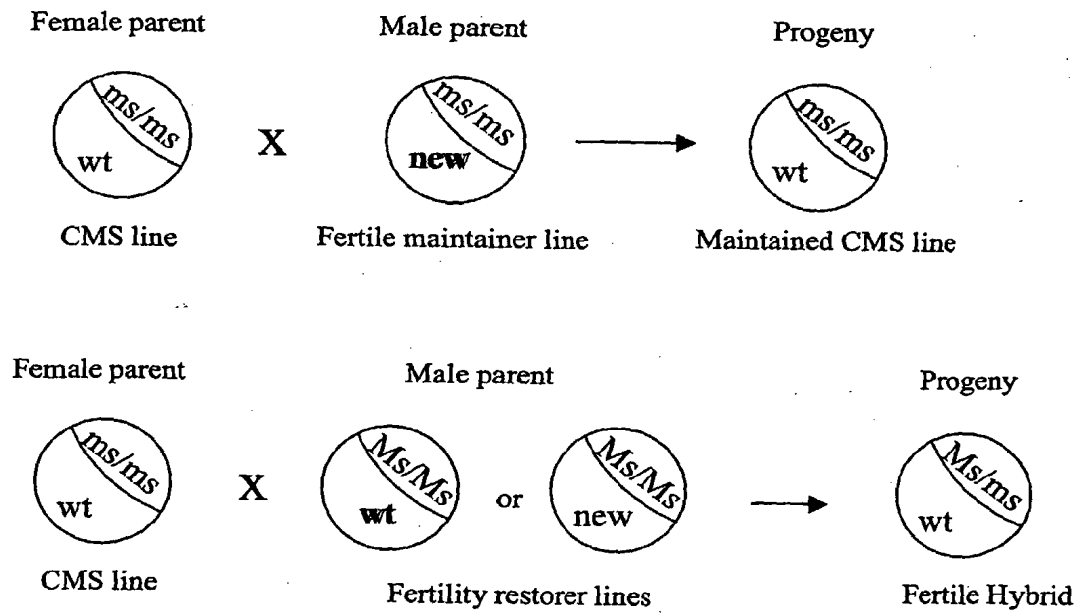 Female parent Male parent Progeny
ms/ms ms/ms ms/ms
wt X new wt
CMS line Fertile maintainer line Maintained CMS line
Female parent Male parent Progeny
ms/ms Ms/Ms Ms/Ms Ms/ms
wt X wt or new wt
CMS line Fertility restorer lines Fertile Hybrid